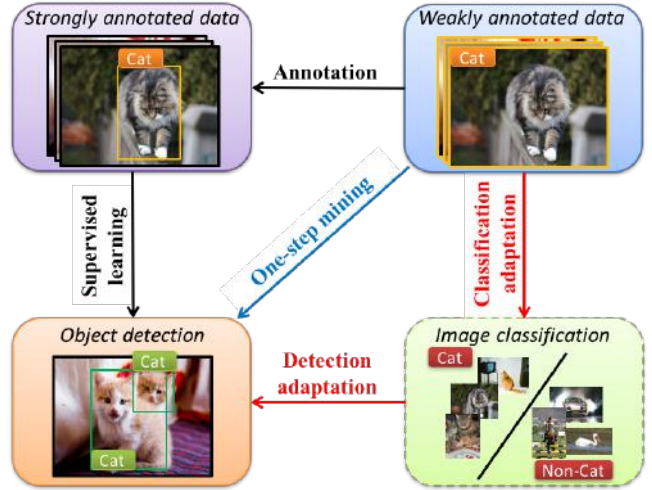 Strongly annotated data
Weakly annotated data
Cat
Cat
Annotation
Supervised
learning
One-step mining
Classification
adaptation
Object detection
Image classification
Cat
Cat
Detection
adaptation
Cat
Non-Cat